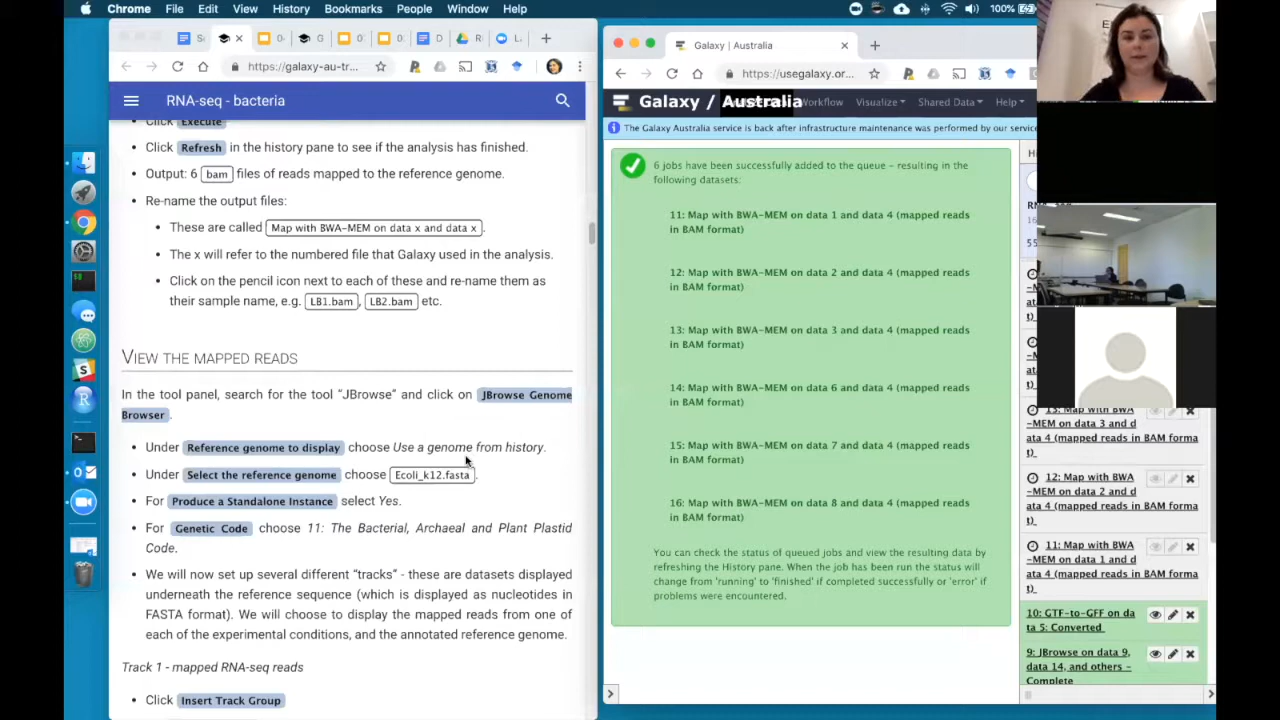 Chrome File Edit View History Bookmarks People Window Help
100%
https://galaxy-au-tr...
RNA-seq - bacteria
Click Execute
Click Refresh in the history pane to see if the analysis has finished.
Output: 6 bam files of reads mapped to the reference genome.
Re-name the output files:
These are called Map with BWA-MEM on data x and data x.
The x will refer to the numbered file that Galaxy used in the analysis.
Click on the pencil icon next to each of these and re-name them as
their sample name, e.g. LB1.bam, LB2.bam etc.
VIEW THE MAPPED READS
In the tool panel, search for the tool “JBrowse” and click on JBrowse Genome
Browser.
Under Reference genome to display choose Use a genome from history.
Under Select the reference genome choose Ecoli_k12.fasta.
For Produce a Standalone Instance select Yes.
For Genetic Code choose 11: The Bacterial, Archaeal and Plant Plastid
Code.
We will now set up several different “tracks” - these are datasets displayed
underneath the reference sequence (which is displayed as nucleotides in
FASTA format). We will choose to display the mapped reads from one of
each of the experimental conditions, and the annotated reference genome.
Track 1 - mapped RNA-seq reads
Click Insert Track Group
Galaxy | Australia
https://usegalaxy.or...
Galaxy / Australia Workflow Visualize Shared Data Help
The Galaxy Australia service is back after infrastructure maintenance was performed by our service
6 jobs have been successfully added to the queue – resulting in the
following datasets:
11: Map with BWA-MEM on data 1 and data 4 (mapped reads
in BAM format)
12: Map with BWA-MEM on data 2 and data 4 (mapped reads
in BAM format)
13: Map with BWA-MEM on data 3 and data 4 (mapped reads
in BAM format)
14: Map with BWA-MEM on data 6 and data 4 (mapped reads
in BAM format)
15: Map with BWA-MEM on data 7 and data 4 (mapped reads
in BAM format)
16: Map with BWA-MEM on data 8 and data 4 (mapped reads
in BAM format)
You can check the status of queued jobs and view the resulting data by
refreshing the History pane. When the job has been run the status will
change from 'running' to 'finished' if completed successfully or 'error' if
problems were encountered.
13: Map with BWA
-MEM on data 3 and
data 4 (mapped reads
in BAM forma
t)
12: Map with BWA
-MEM on data 2 and d
ata 4 (mapped reads
in BAM forma
t)
11: Map with BWA
-MEM on data 1 and d
ata 4 (mapped reads
in BAM forma
t)
10: GTF-to-GFF on da
ta 5: Converted
9: JBrowse on data 9,
data 14, and others –
Complete